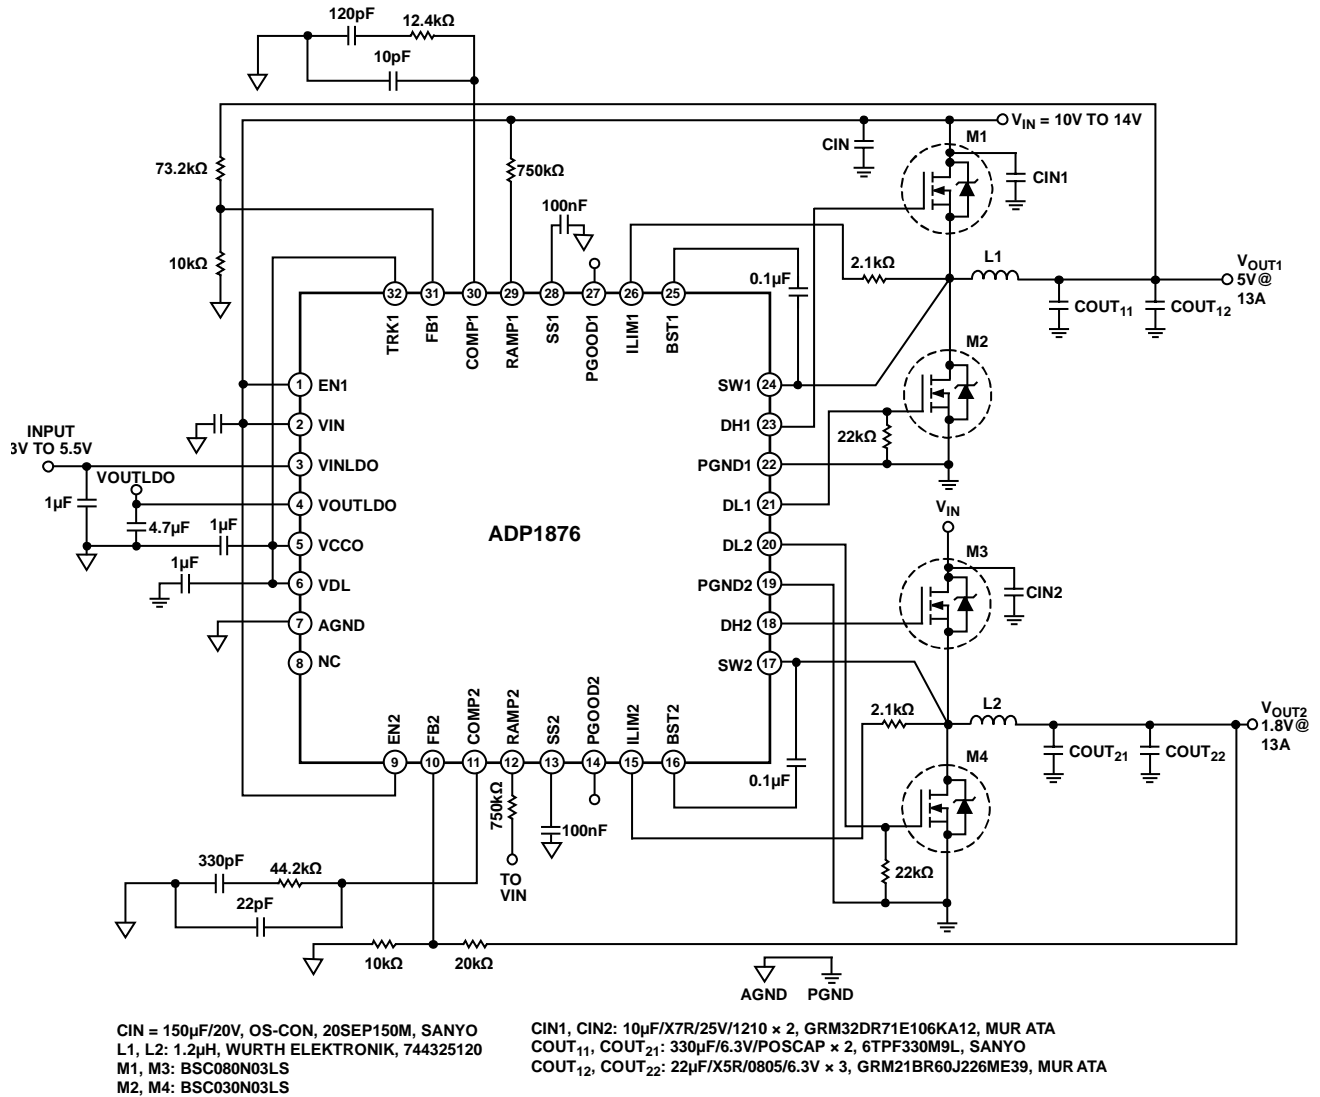 120pF
12.4kΩ
10pF
VIN = 10V TO 14V
M1
CIN
CIN1
73.2kΩ
750kΩ
100nF
10kΩ
2.1kΩ
L1
VOUT1
5V@
13A
0.1µF
COUT11
COUT12
32 31 30 29 28 27 26 25
TRK1
FB1
COMP1
RAMP1
SS1
PGOOD1
ILIM1
BST1
M2
1 EN1
SW1 24
2 VIN
DH1 23
22kΩ
INPUT
3V TO 5.5V
3 VINLDO
PGND1 22
VOUTLDO
1µF
4 VOUTLDO
DL1 21
VIN
4.7µF
1µF
ADP1876
5 VCCO
DL2 20
M3
1µF
6 VDL
PGND2 19
CIN2
7 AGND
DH2 18
8 NC
SW2 17
EN2
FB2
COMP2
RAMP2
SS2
PGOOD2
ILIM2
BST2
9 10 11 12 13 14 15 16
2.1kΩ
L2
VOUT2
1.8V@
13A
COUT21
COUT22
0.1µF
M4
750kΩ
100nF
TO
VIN
22kΩ
330pF
44.2kΩ
22pF
10kΩ
20kΩ
AGND
PGND
CIN = 150µF/20V, OS-CON, 20SEP150M, SANYO
L1, L2: 1.2µH, WURTH ELEKTRONIK, 744325120
M1, M3: BSC080N03LS
M2, M4: BSC030N03LS
CIN1, CIN2: 10µF/X7R/25V/1210 × 2, GRM32DR71E106KA12, MUR ATA
COUT11, COUT21: 330µF/6.3V/POSCAP × 2, 6TPF330M9L, SANYO
COUT12, COUT22: 22µF/X5R/0805/6.3V × 3, GRM21BR60J226ME39, MUR ATA